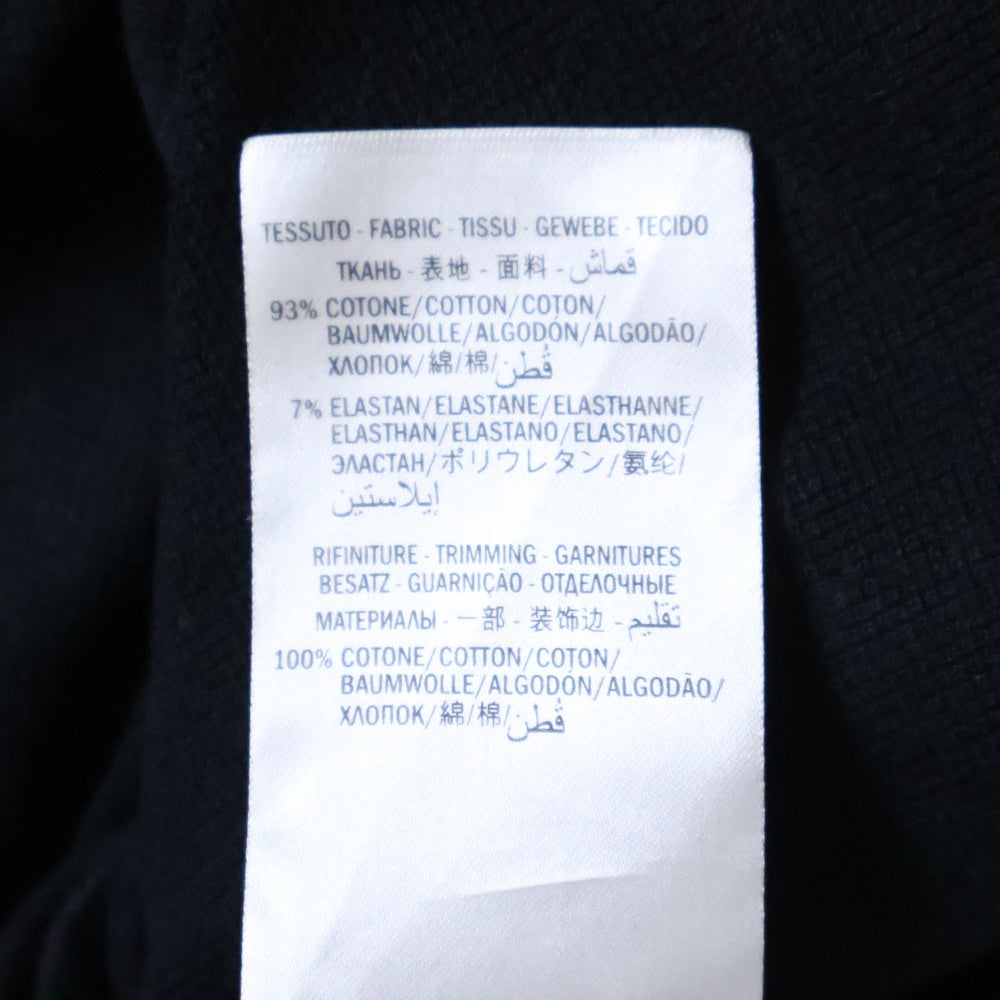 TESSUTO - FABRIC - TISSU - GEWEBE - TECIDO
ТКАНЬ - 表地 - 面料 - قماش
93% COTONE/COTTON/COTON/
BAUMWOLLE/ALGODÓN/ALGODÃO/
ХЛОПОК/綿/棉/قُطن
7% ELASTAN/ELASTANE/ELASTHANNE/
ELASTHAN/ELASTANO/ELASTANO/
ЭЛАСТАН/ポリウレタン/氨纶/
إيلاستين
RIFINITURE - TRIMMING - GARNITURES
BESATZ - GUARNIÇÃO - ОТДЕЛОЧНЫЕ
МАТЕРИАЛЫ - 一部 - 装饰边 - تقليم
100% COTONE/COTTON/COTON/
BAUMWOLLE/ALGODÓN/ALGODÃO/
ХЛОПОК/綿/棉/قُطن